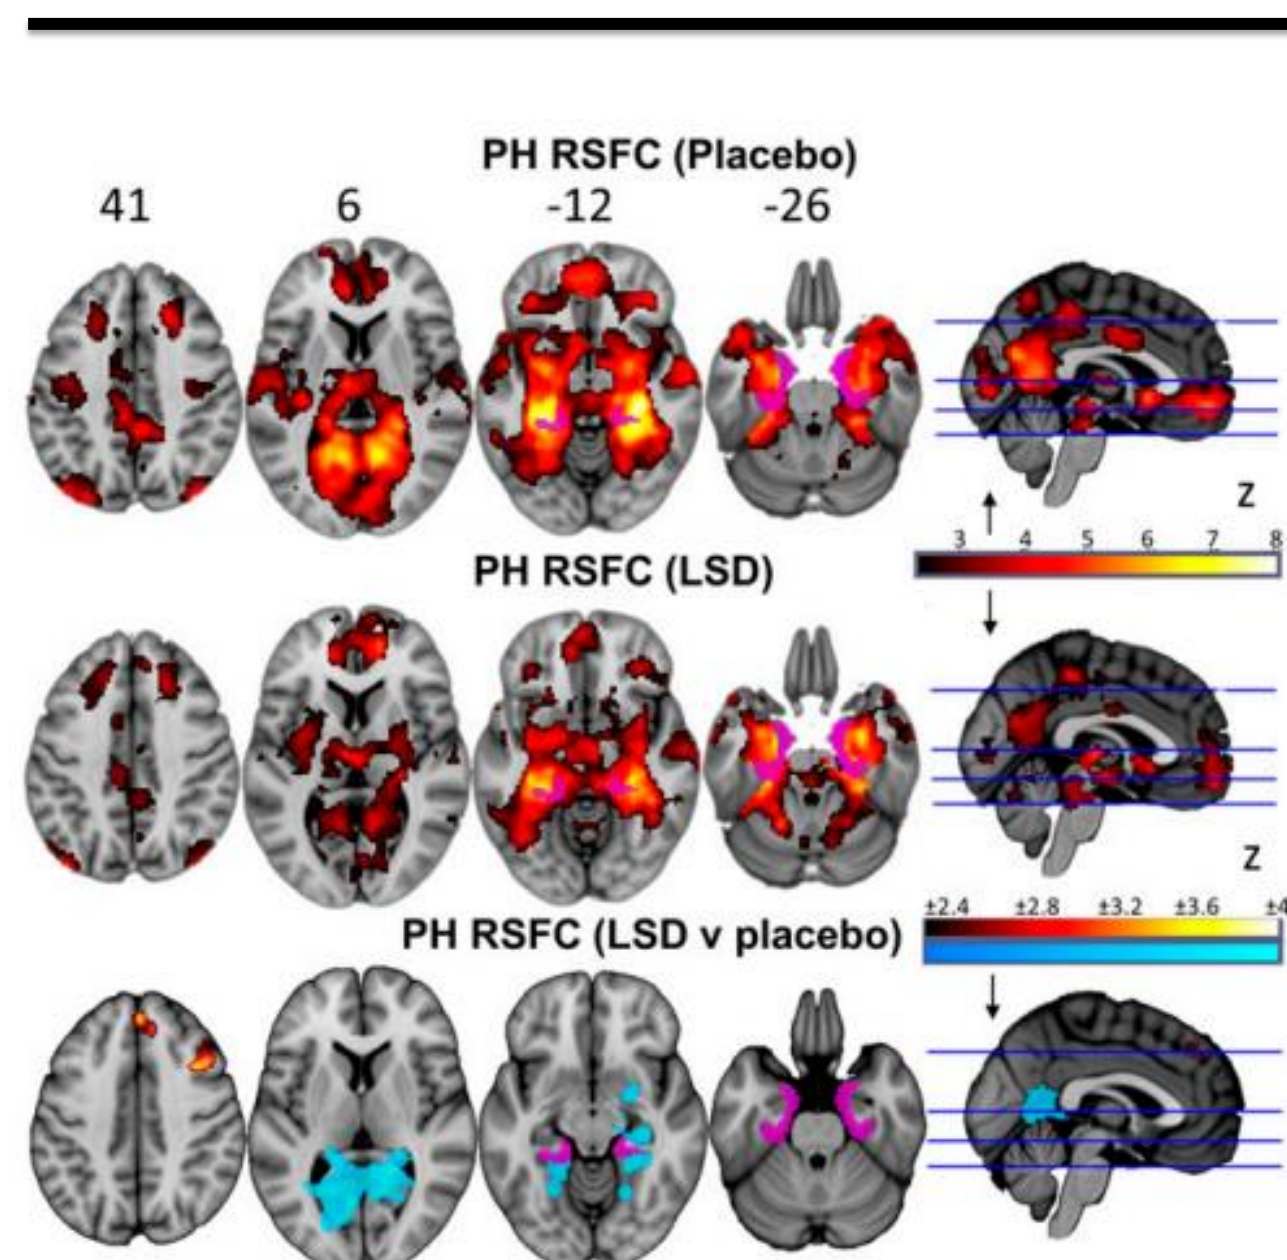 PH RSFC (Placebo)
41 6 -12 -26
Z
3 4 5 6 7 8
PH RSFC (LSD)
Z
±2.4 ±2.8 ±3.2 ±3.6 ±4
PH RSFC (LSD v placebo)